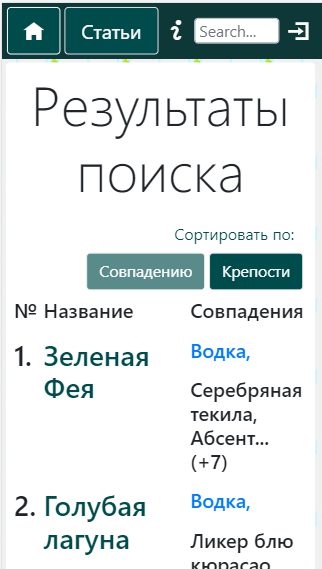 Статьи Search...
Результаты
поиска
Сортировать по:
Совпадению Крепости
№ Название Совпадения
1. Зеленая Водка,
Фея
Серебряная
текила,
Абсент...
(+7)
2. Голубая Водка,
лагуна
Ликер блю
кюрасао